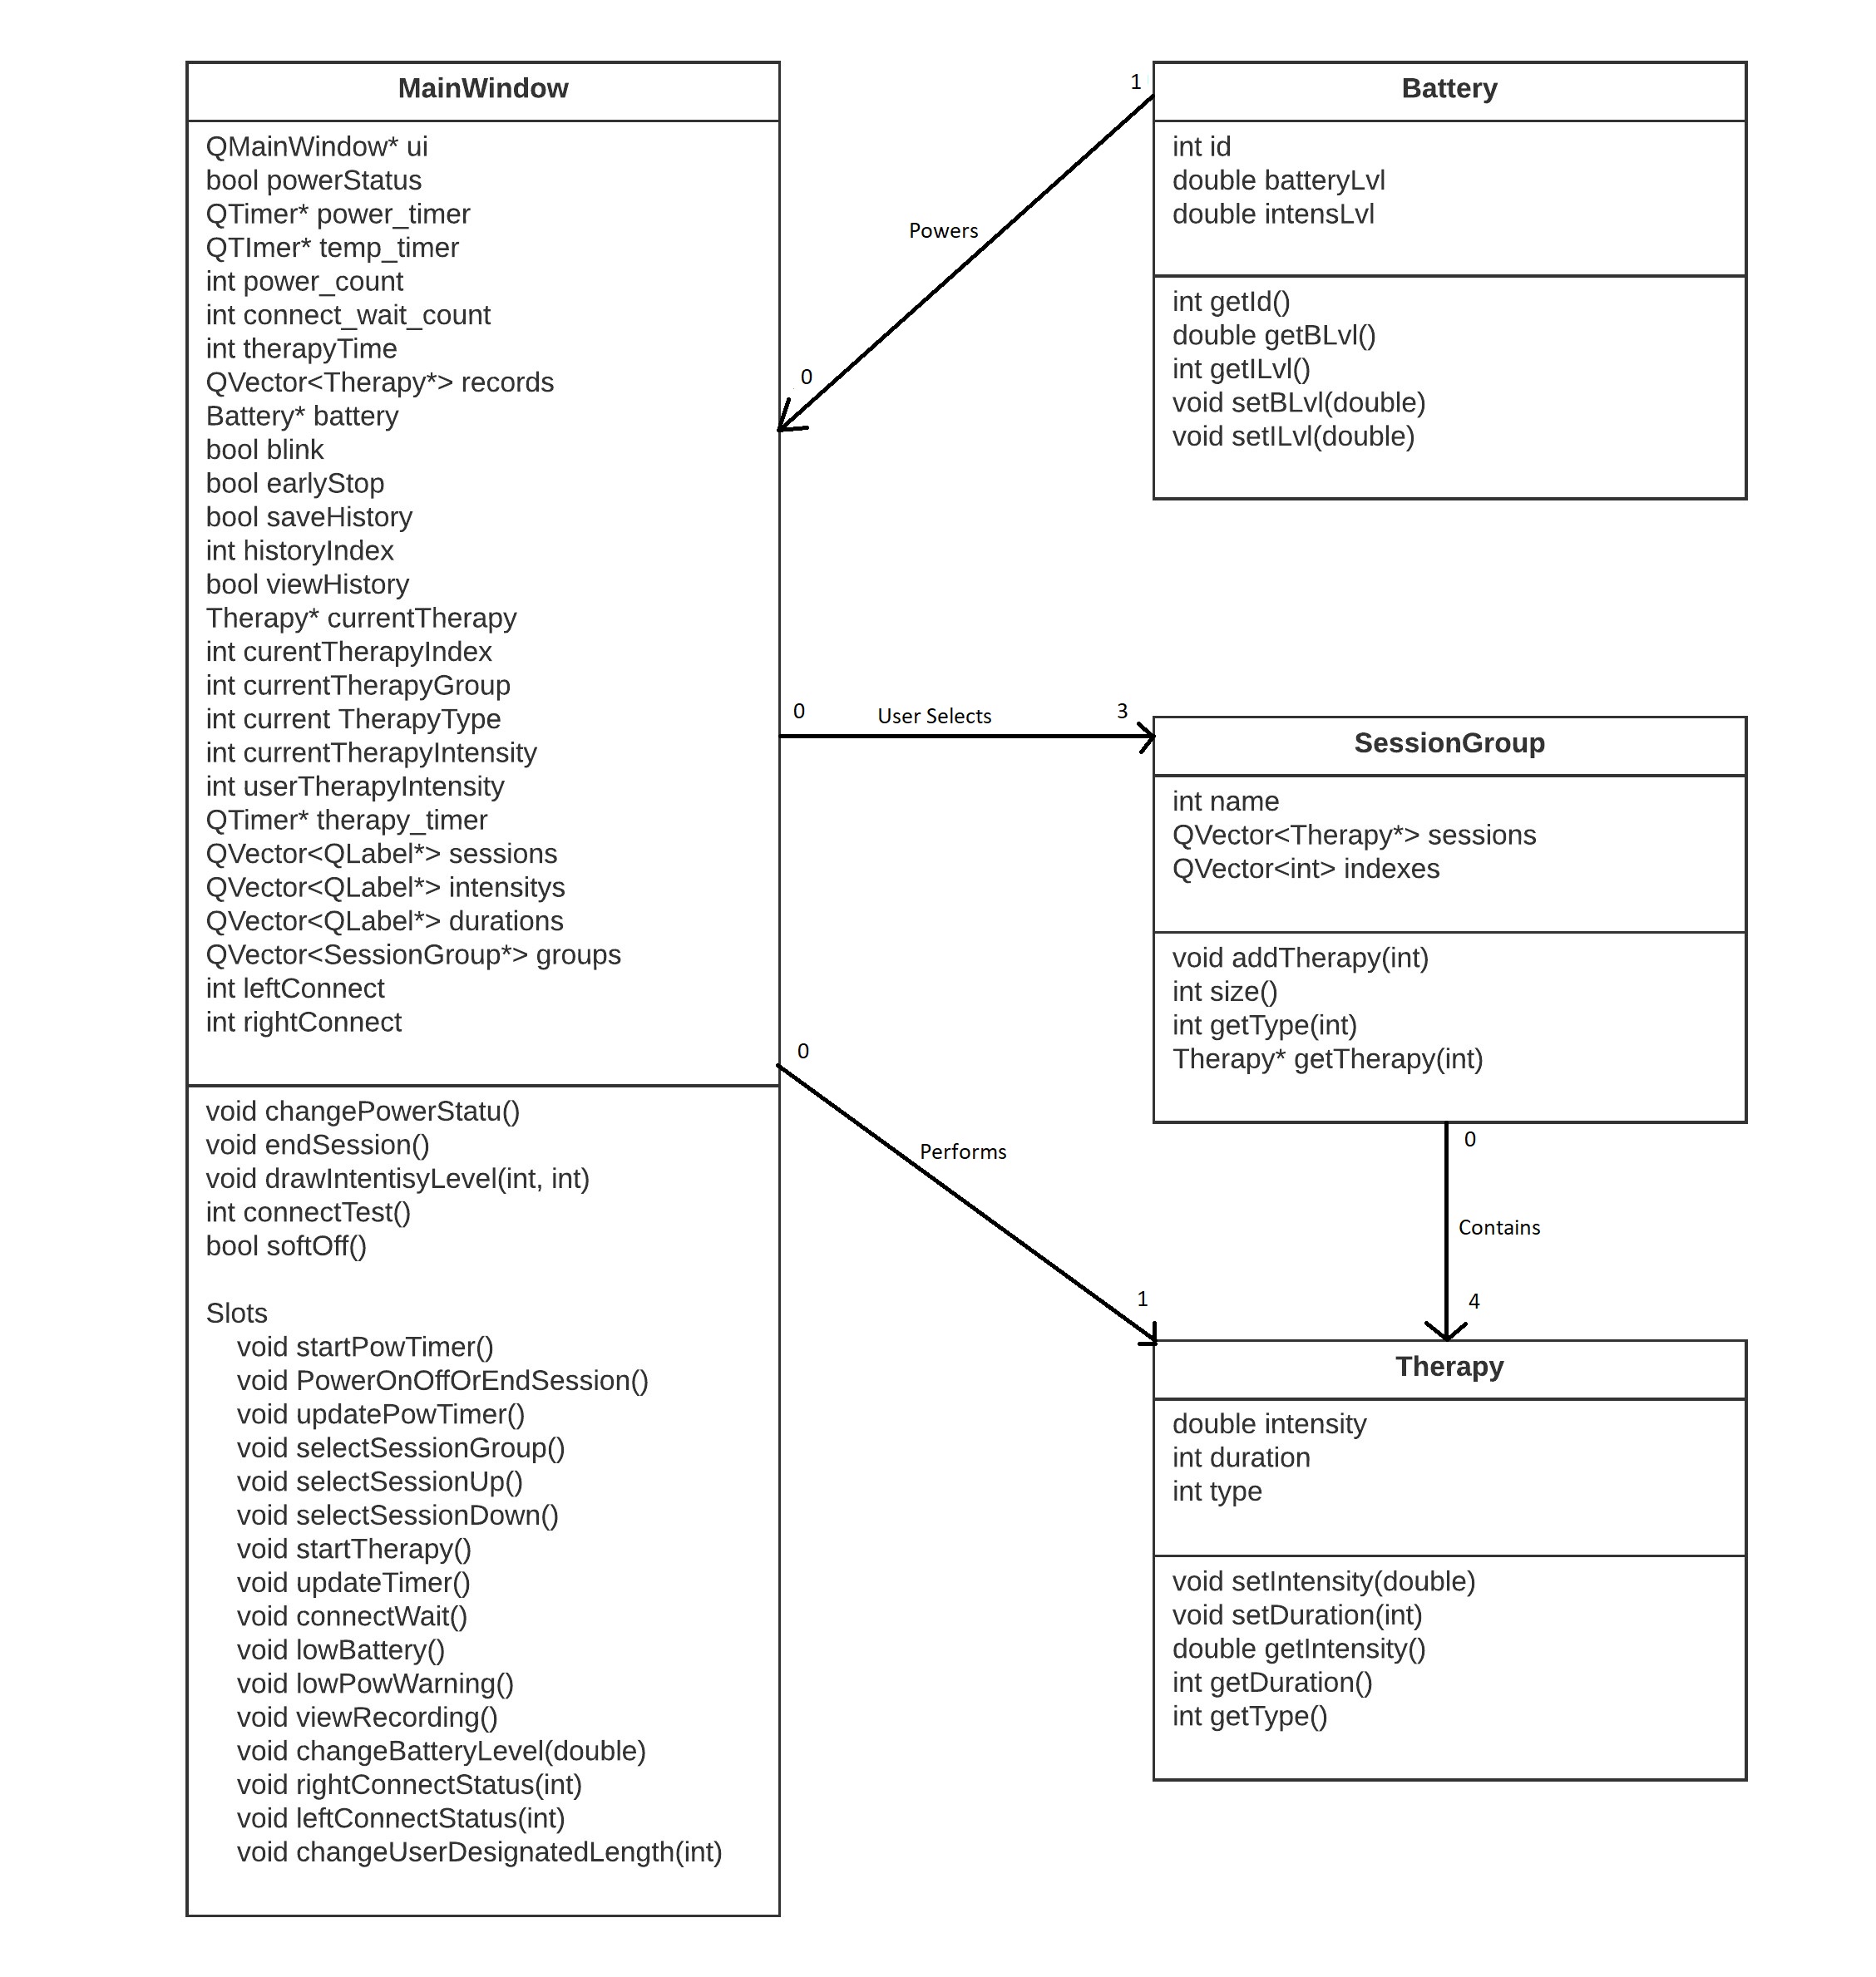 MainWindow
QMainWindow* ui
bool powerStatus
QTimer* power_timer
QTImer* temp_timer
int power_count
int connect_wait_count
int therapyTime
QVector<Therapy*> records
Battery* battery
bool blink
bool earlyStop
bool saveHistory
int historyIndex
bool viewHistory
Therapy* currentTherapy
int curentTherapyIndex
int currentTherapyGroup
int current TherapyType
int currentTherapyIntensity
int userTherapyIntensity
QTimer* therapy_timer
QVector<QLabel*> sessions
QVector<QLabel*> intensitys
QVector<QLabel*> durations
QVector<SessionGroup*> groups
int leftConnect
int rightConnect
void changePowerStatu()
void endSession()
void drawIntentisyLevel(int, int)
int connectTest()
bool softOff()
Slots
void startPowTimer()
void PowerOnOffOrEndSession()
void updatePowTimer()
void selectSessionGroup()
void selectSessionUp()
void selectSessionDown()
void startTherapy()
void updateTimer()
void connectWait()
void lowBattery()
void lowPowWarning()
void viewRecording()
void changeBatteryLevel(double)
void rightConnectStatus(int)
void leftConnectStatus(int)
void changeUserDesignatedLength(int)
1
Powers
0
Battery
int id
double batteryLvl
double intensLvl
int getId()
double getBLvl()
int getILvl()
void setBLvl(double)
void setILvl(double)
0
User Selects
3
SessionGroup
int name
QVector<Therapy*> sessions
QVector<int> indexes
void addTherapy(int)
int size()
int getType(int)
Therapy* getTherapy(int)
0
Performs
1
0
Contains
4
Therapy
double intensity
int duration
int type
void setIntensity(double)
void setDuration(int)
double getIntensity()
int getDuration()
int getType()